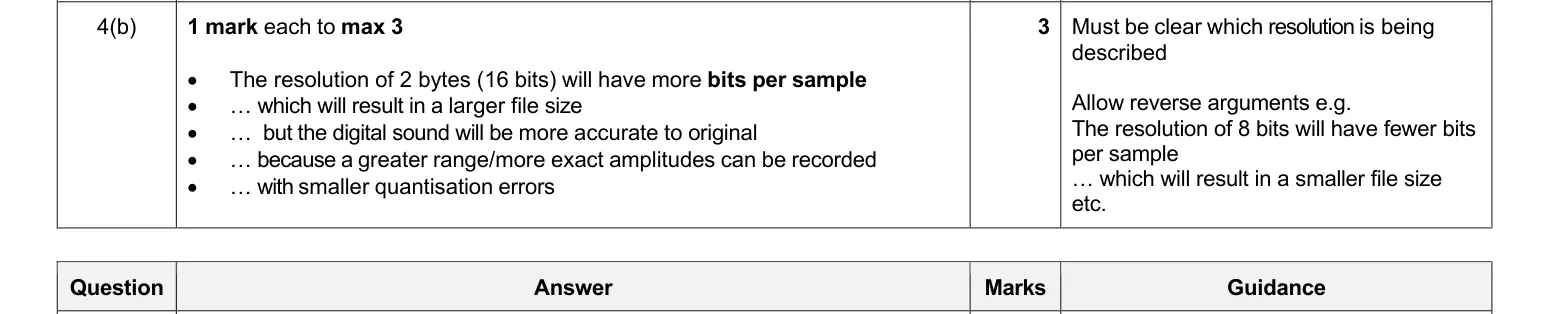 4(b)
1 mark each to max 3
• The resolution of 2 bytes (16 bits) will have more bits per sample
• … which will result in a larger file size
• … but the digital sound will be more accurate to original
• … because a greater range/more exact amplitudes can be recorded
• … with smaller quantisation errors
3
Must be clear which resolution is being
described
Allow reverse arguments e.g.
The resolution of 8 bits will have fewer bits
per sample
… which will result in a smaller file size
etc.
Question Answer Marks Guidance